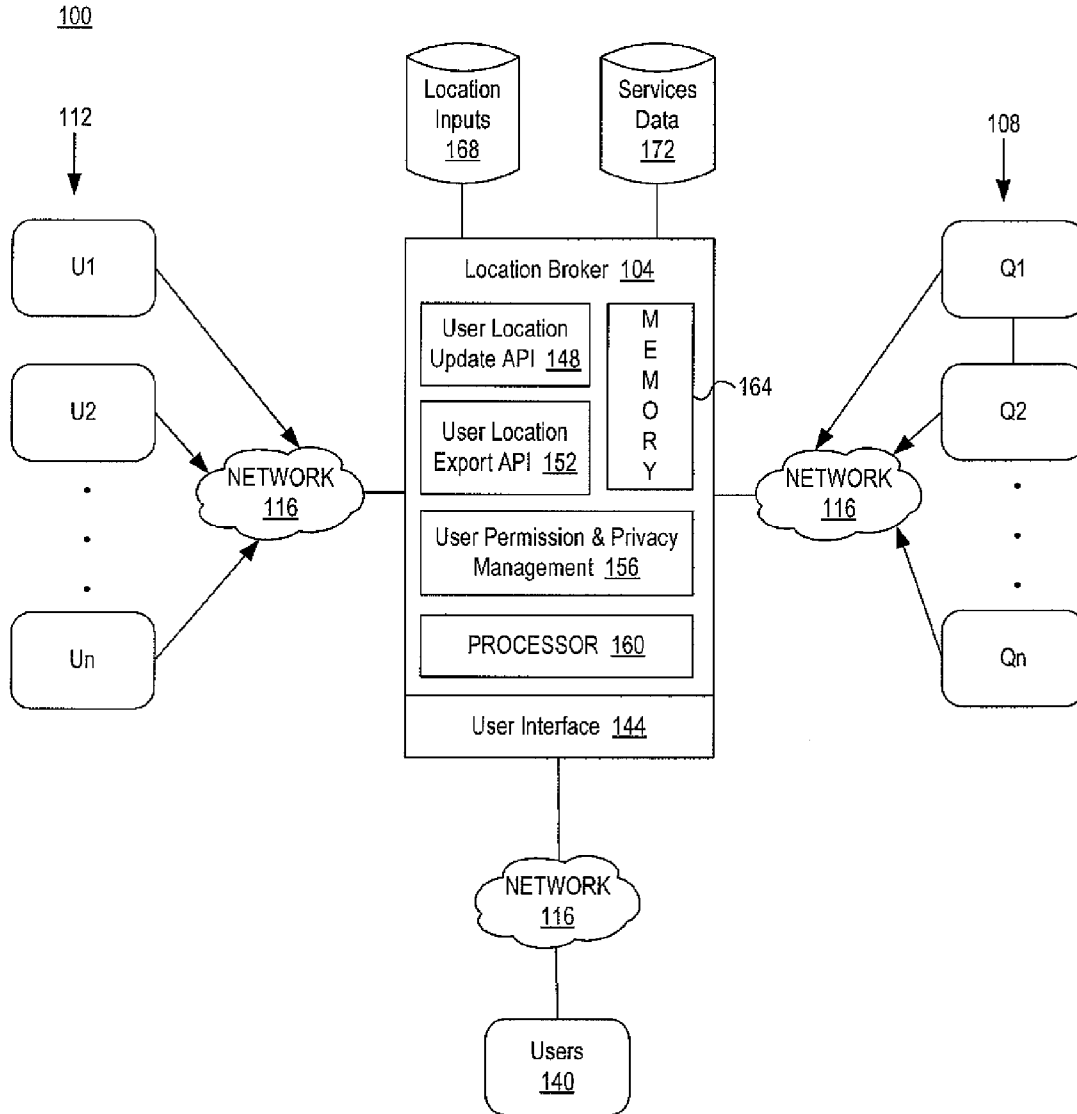 100
112
Location
Inputs
168
Services
Data
172
108
U1
U2
Un
NETWORK
116
Location Broker 104
User Location
Update API 148
User Location
Export API 152
MEMORY
164
User Permission & Privacy
Management 156
PROCESSOR 160
User Interface 144
Q1
Q2
Qn
NETWORK
116
NETWORK
116
Users
140